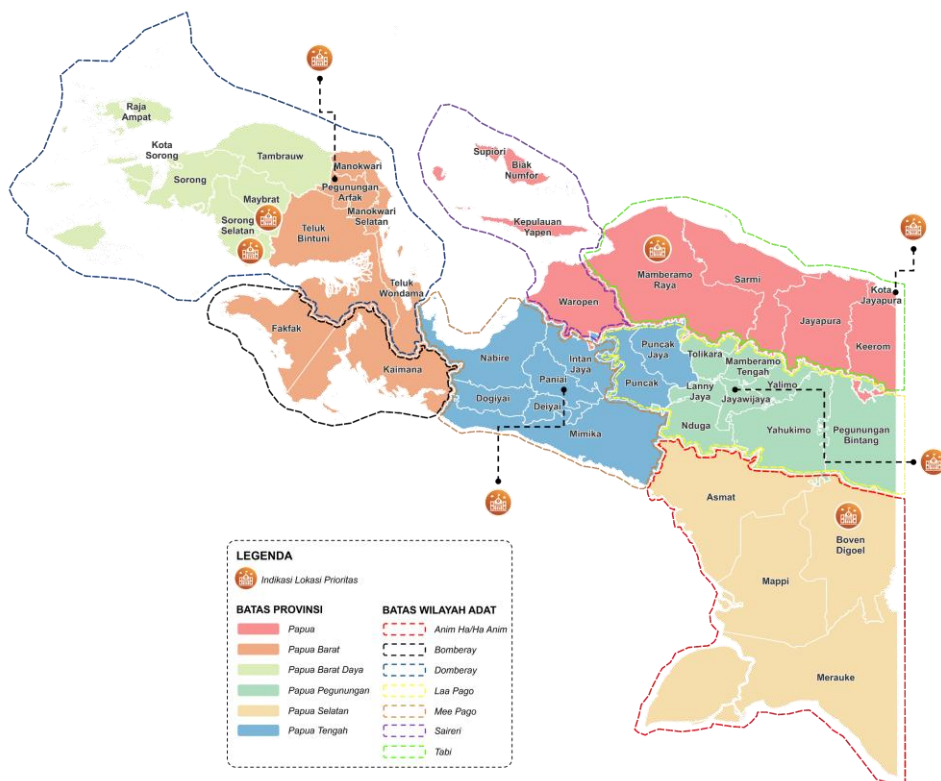 Raja
Ampat
Kota
Sorong
Sorong
Tambrauw
Maybrat
Sorong
Selatan
Manokwari
Pegunungan
Arfak
Manokwari
Selatan
Teluk
Bintuni
Teluk
Wondama
Fakfak
Kaimana
Supiori
Biak
Numfor
Kepulauan
Yapen
Waropen
Mamberamo
Raya
Sarmi
Kota
Jayapura
Jayapura
Keerom
Nabire
Intan
Jaya
Paniai
Dogiyai
Deiyai
Mimika
Puncak
Jaya
Puncak
Tolikara
Mamberamo
Tengah
Lanny
Jaya
Yalimo
Jayawijaya
Nduga
Yahukimo
Pegunungan
Bintang
Asmat
Boven
Digoel
Mappi
Merauke
LEGENDA
Indikasi Lokasi Prioritas
BATAS PROVINSI
Papua
Papua Barat
Papua Barat Daya
Papua Pegunungan
Papua Selatan
Papua Tengah
BATAS WILAYAH ADAT
Anim Ha/Ha Anim
Bomberay
Domberay
Laa Pago
Mee Pago
Saireri
Tabi